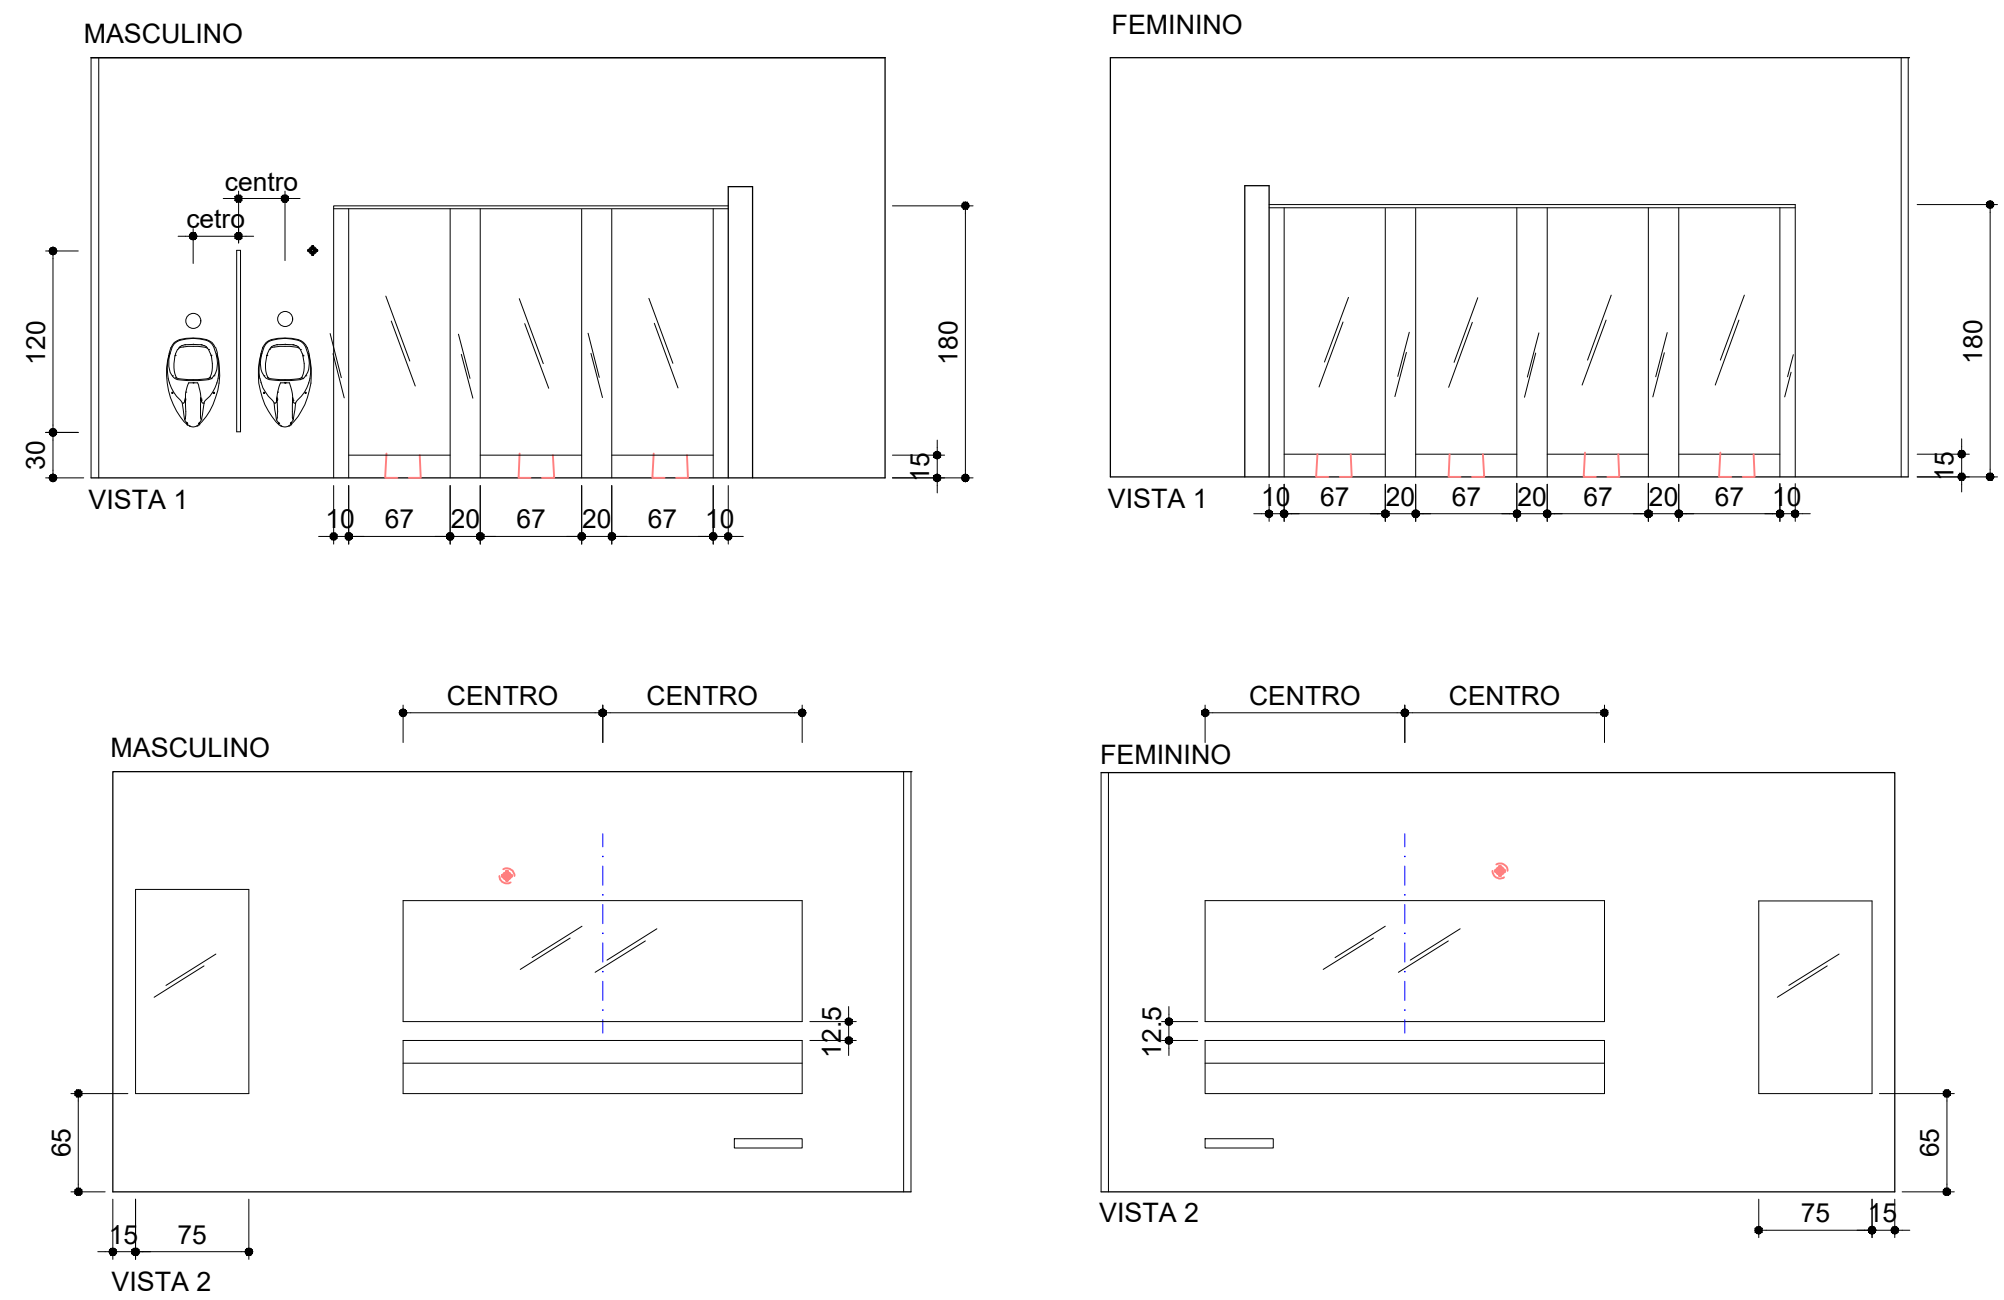 MASCULINO
centro
cetro
120
30
180
15
VISTA 1
10 67 20 67 20 67 10
FEMININO
180
15
VISTA 1
10 67 20 67 20 67 20 67 10
CENTRO CENTRO
MASCULINO
12.5
65
15 75
VISTA 2
CENTRO CENTRO
FEMININO
12.5
65
VISTA 2
75 15